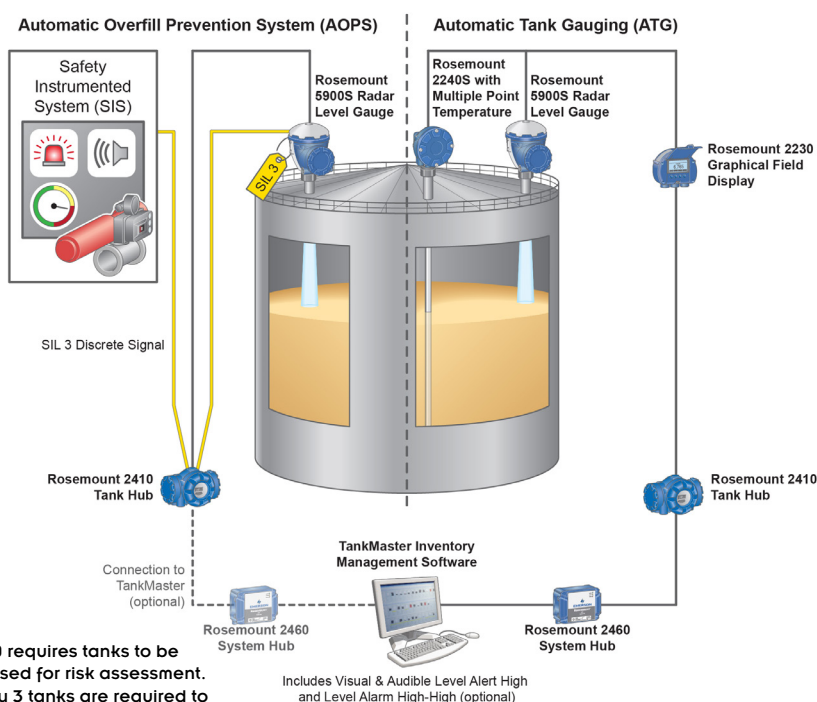 Automatic Overfill Prevention System (AOPS)
Automatic Tank Gauging (ATG)
Safety
Instrumented
System (SIS)
Rosemount
5900S Radar
Level Gauge
Rosemount
2240S with
Multiple Point
Temperature
Rosemount
5900S Radar
Level Gauge
SIL 3
Rosemount 2230
Graphical Field
Display
SIL 3 Discrete Signal
Rosemount 2410
Tank Hub
Rosemount 2410
Tank Hub
Connection to
TankMaster
(optional)
TankMaster Inventory
Management Software
Rosemount 2460
System Hub
Rosemount 2460
System Hub
Includes Visual & Audible Level Alert High
and Level Alarm High-High (optional)
requires tanks to be
sed for risk assessment.
3 tanks are required to